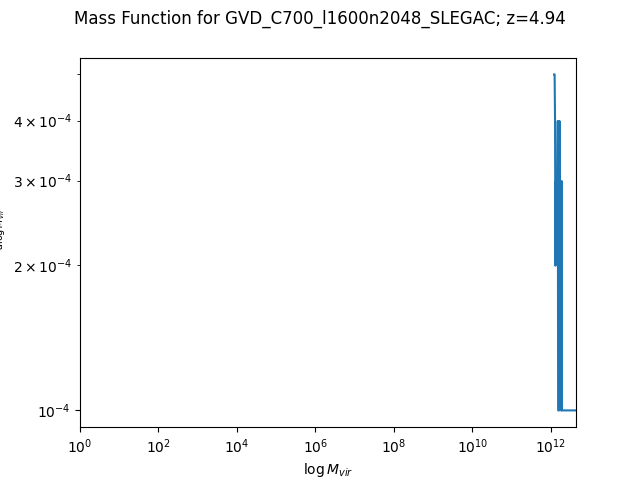 Mass Function for GVD_C700_l1600n2048_SLEGAC; z=4.94
4 × 10⁻⁴
3 × 10⁻⁴
2 × 10⁻⁴
10⁻⁴
10⁰ 10² 10⁴ 10⁶ 10⁸ 10¹⁰ 10¹²
log M_vir